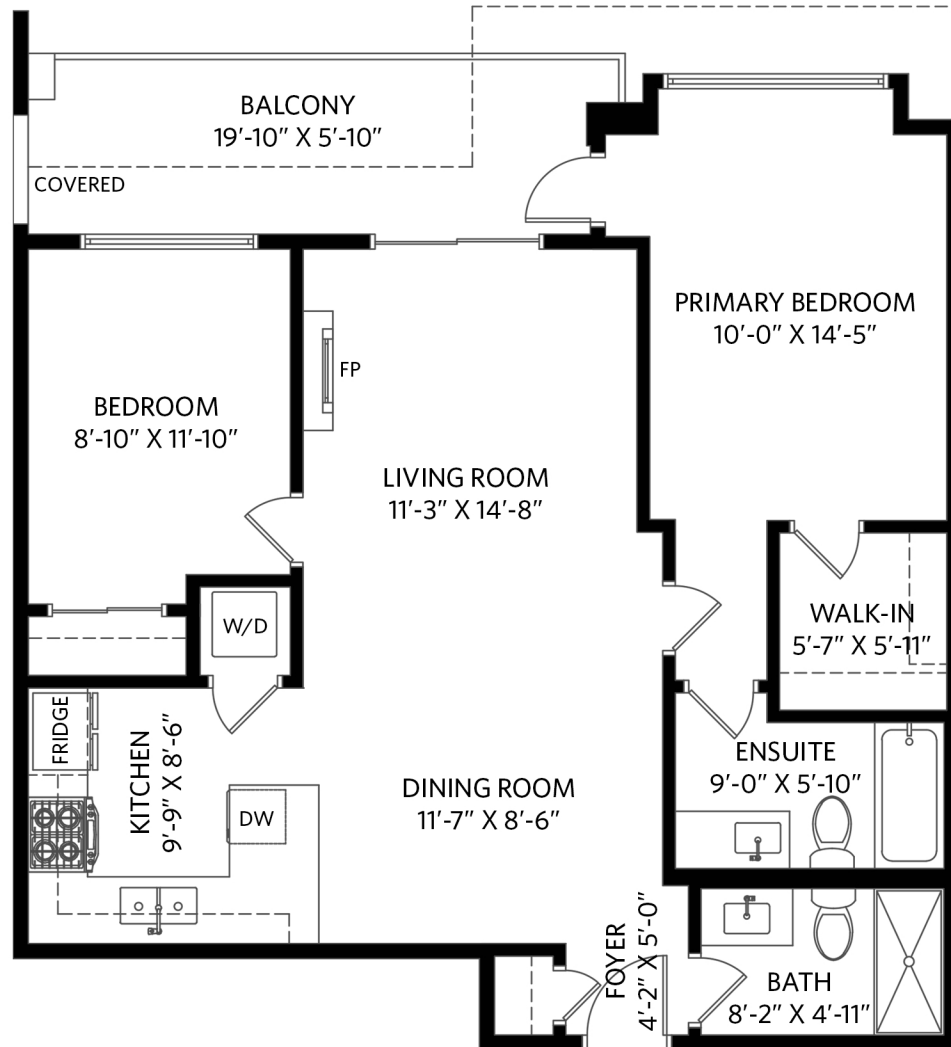 BALCONY
19′-10″ X 5′-10″
COVERED
PRIMARY BEDROOM
10′-0″ X 14′-5″
FP
BEDROOM
8′-10″ X 11′-10″
LIVING ROOM
11′-3″ X 14′-8″
W/D
WALK-IN
5′-7″ X 5′-11″
FRIDGE
KITCHEN
9′-9″ X 8′-6″
ENSUITE
9′-0″ X 5′-10″
DINING ROOM
11′-7″ X 8′-6″
DW
FOYER
4′-2″ X 5′-0″
BATH
8′-2″ X 4′-11″